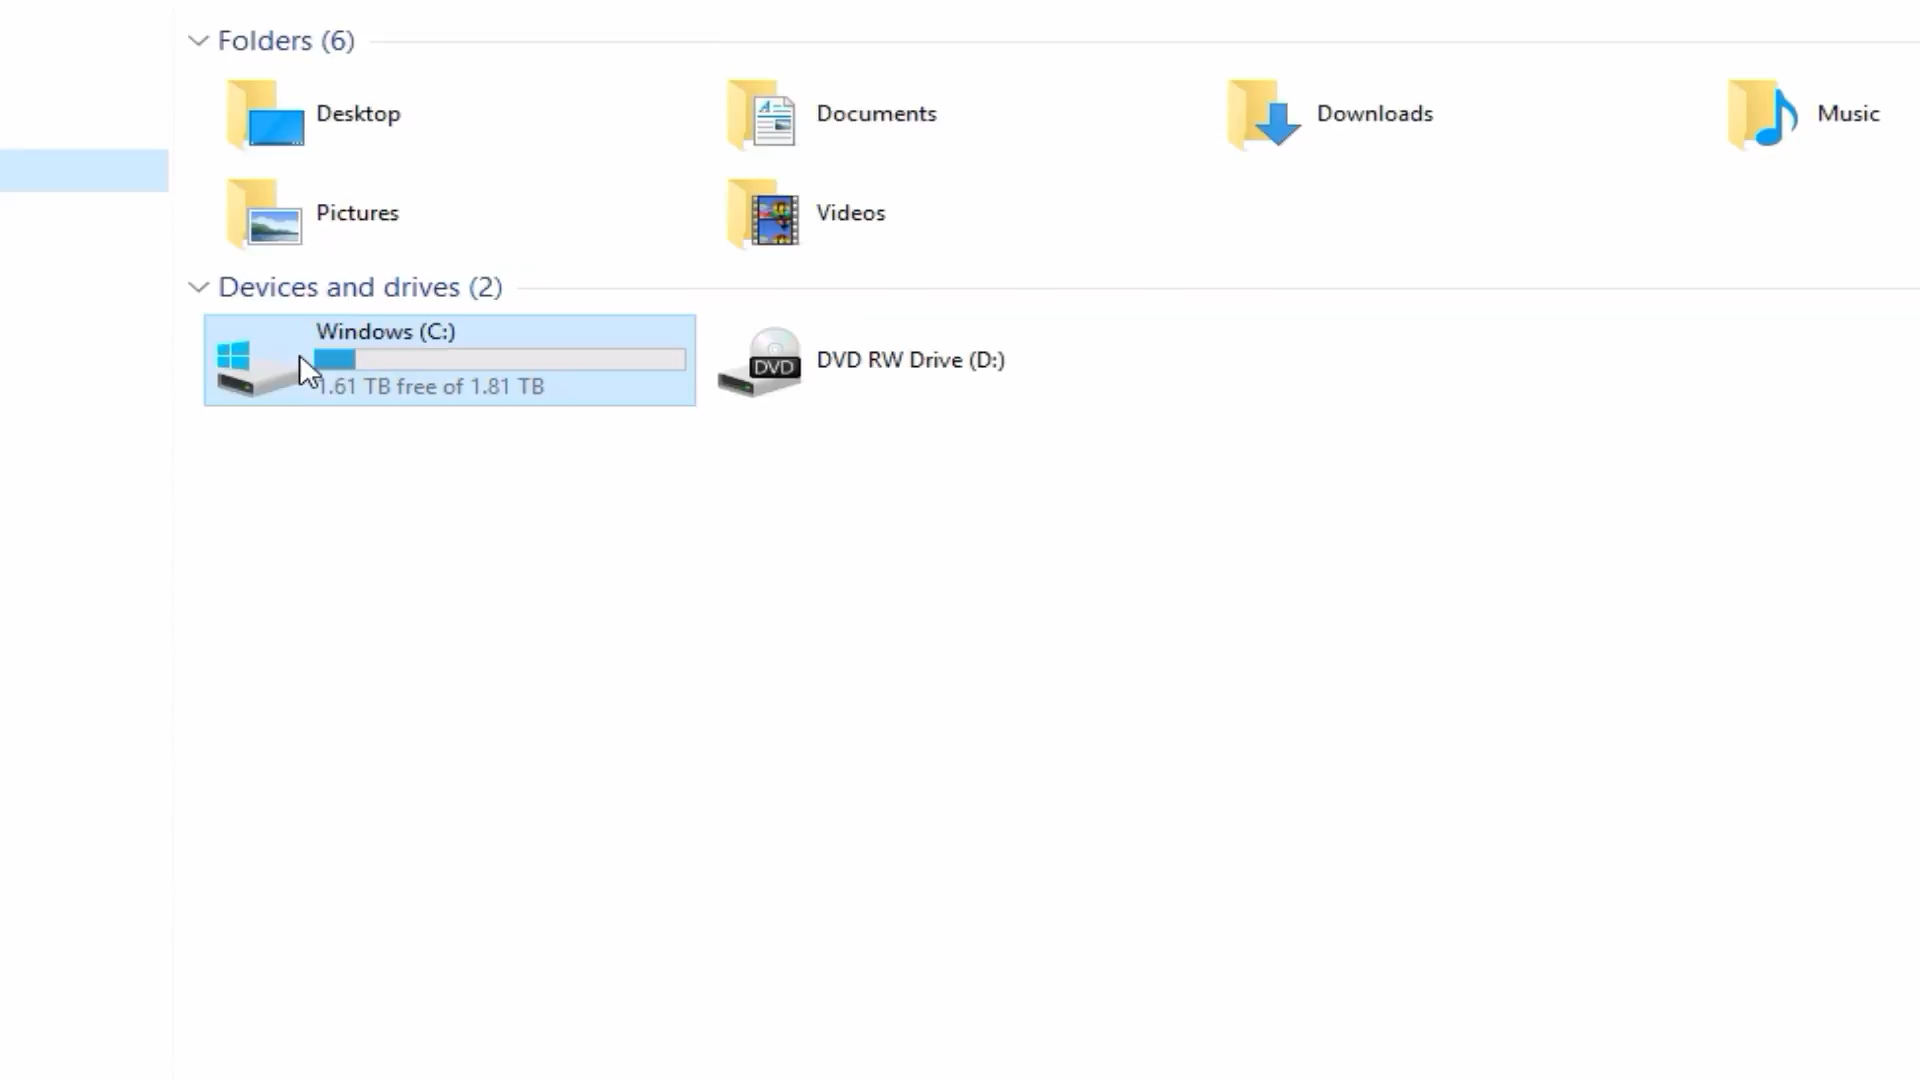 Folders (6)
Desktop
Documents
Downloads
Music
Pictures
Videos
Devices and drives (2)
Windows (C:)
1.61 TB free of 1.81 TB
DVD
DVD RW Drive (D:)